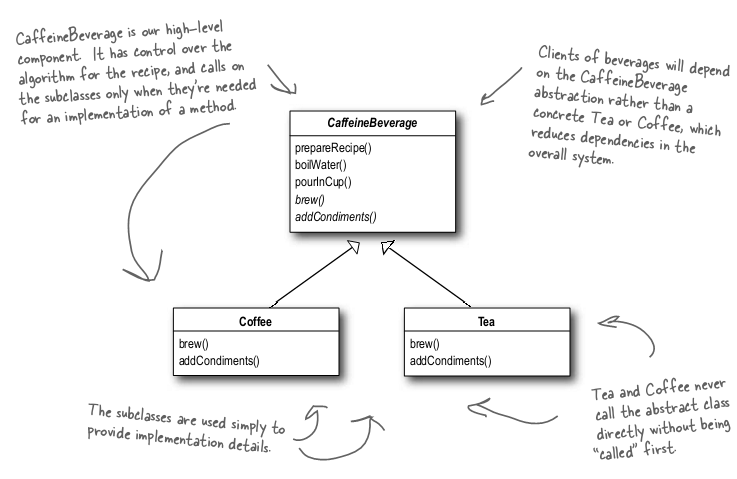 CaffeineBeverage is our high-level
component. It has control over the
algorithm for the recipe, and calls on
the subclasses only when they're needed
for an implementation of a method.
Clients of beverages will depend
on the CaffeineBeverage
abstraction rather than a
concrete Tea or Coffee, which
reduces dependencies in the
overall system.
CaffeineBeverage
prepareRecipe()
boilWater()
pourInCup()
brew()
addCondiments()
Coffee
brew()
addCondiments()
Tea
brew()
addCondiments()
The subclasses are used simply to
provide implementation details.
Tea and Coffee never
call the abstract class
directly without being
“called” first.